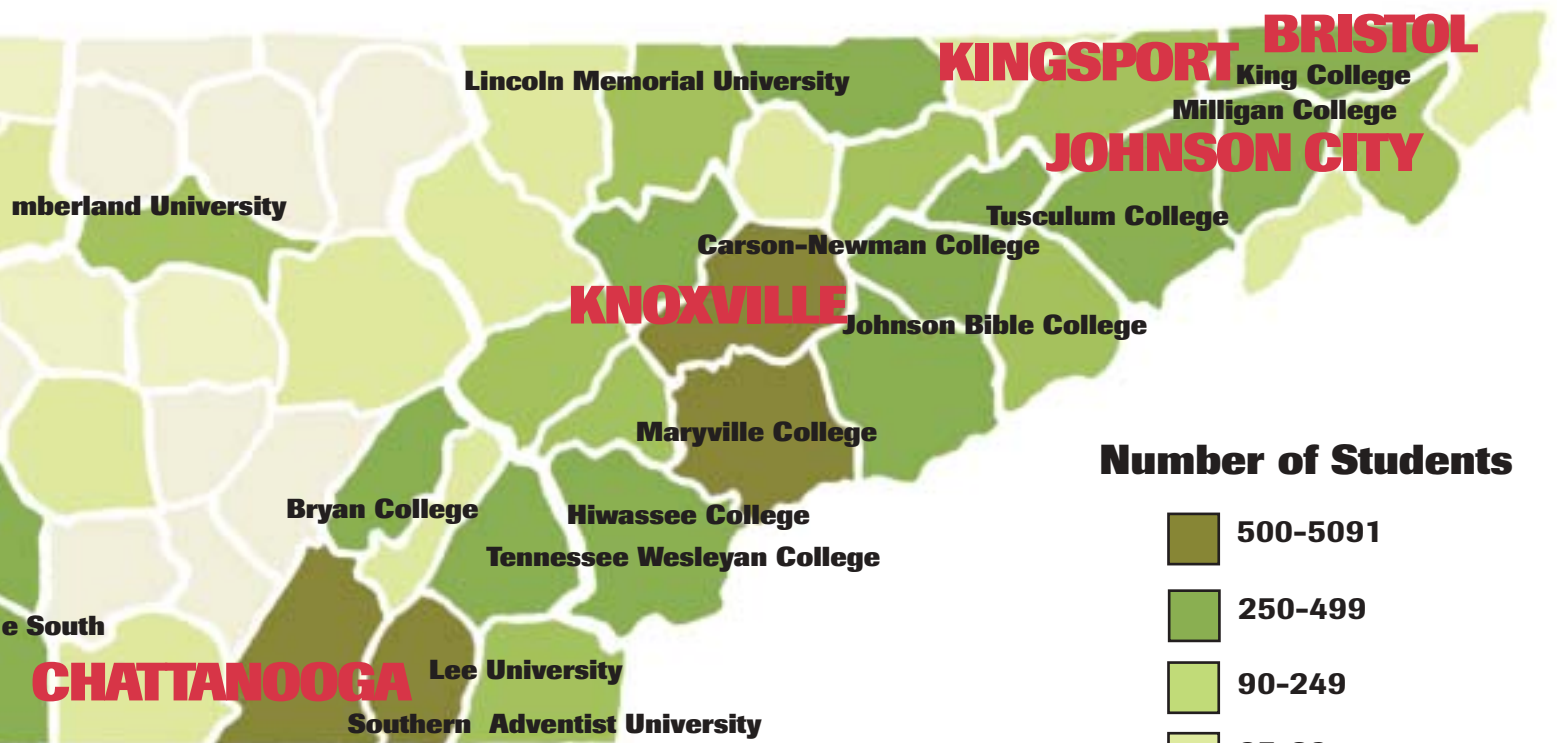 BRISTOL
KINGSPORT
King College
Lincoln Memorial University
Milligan College
JOHNSON CITY
mberland University
Tusculum College
Carson-Newman College
KNOXVILLE
Johnson Bible College
Maryville College
Number of Students
Bryan College
Hiwassee College
500-5091
Tennessee Wesleyan College
250-499
e South
CHATTANOOGA
Lee University
90-249
Southern Adventist University